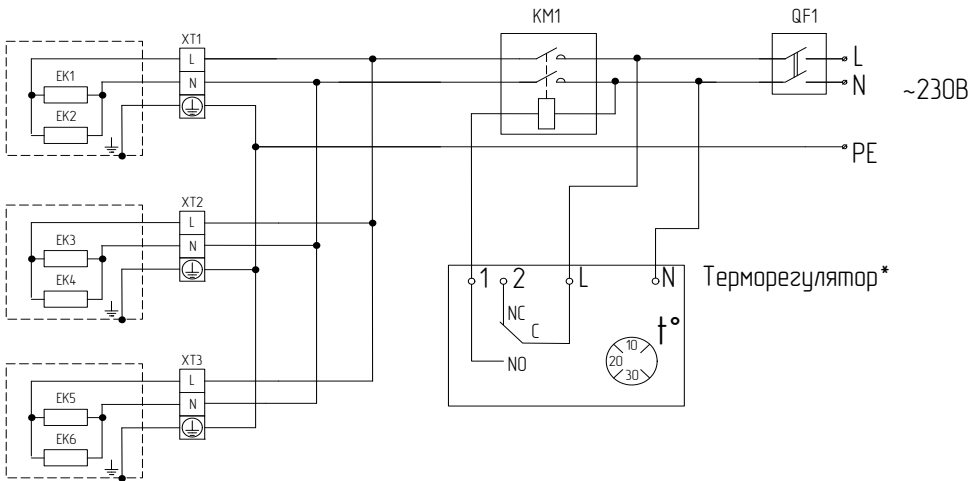 KM1
QF1
XT1
L
N
EK1
EK2
L
N
~230В
PE
XT2
L
N
EK3
EK4
1
2
L
N
Терморегулятор*
NC
C
NO
t°
10
20
30
XT3
L
N
EK5
EK6